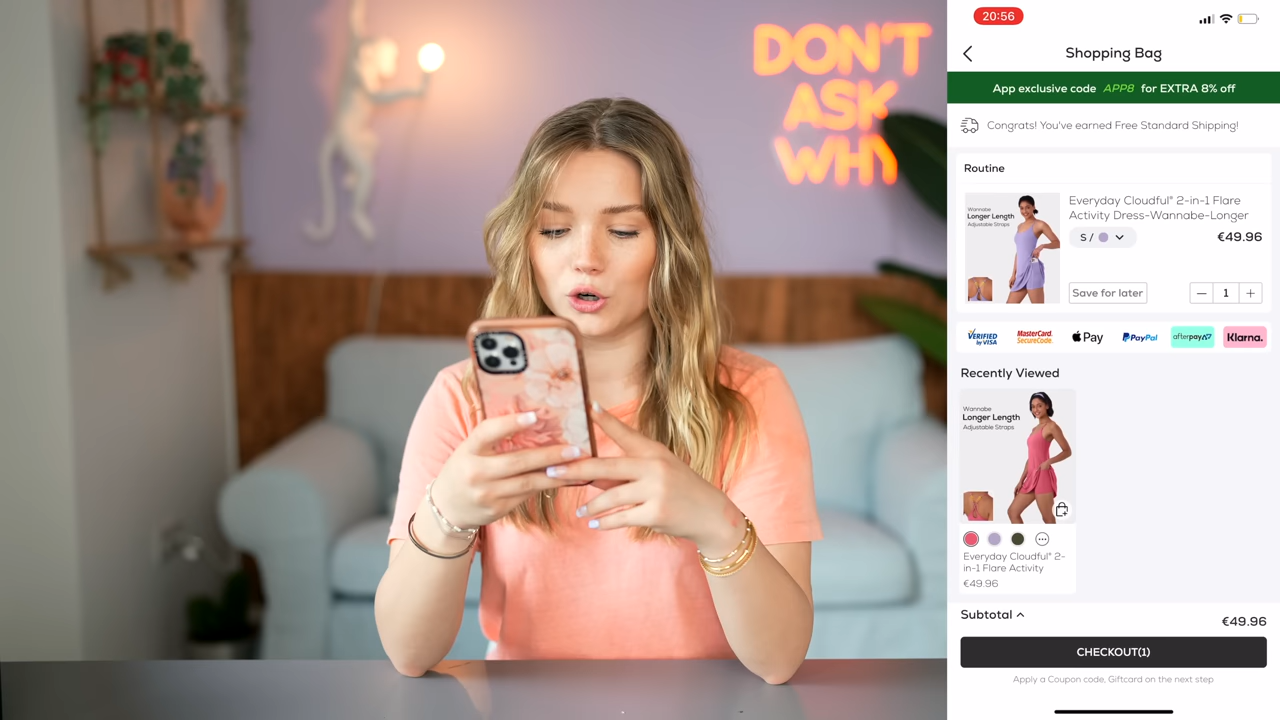 DON'T
ASK
WHY
20:56
Shopping Bag
App exclusive code APP8 for EXTRA 8% off
Congrats! You've earned Free Standard Shipping!
Routine
Wannabe
Longer Length
Adjustable Straps
Everyday Cloudful® 2-in-1 Flare
Activity Dress-Wannabe-Longer
S /
€49.96
Save for later
1
VERIFIED
by VISA
MasterCard.
SecureCode.
Pay
PayPal
afterpay
Klarna.
Recently Viewed
Wannabe
Longer Length
Adjustable Straps
Everyday Cloudful® 2-
in-1 Flare Activity
€49.96
Subtotal
€49.96
CHECKOUT(1)
Apply a Coupon code, Giftcard on the next step